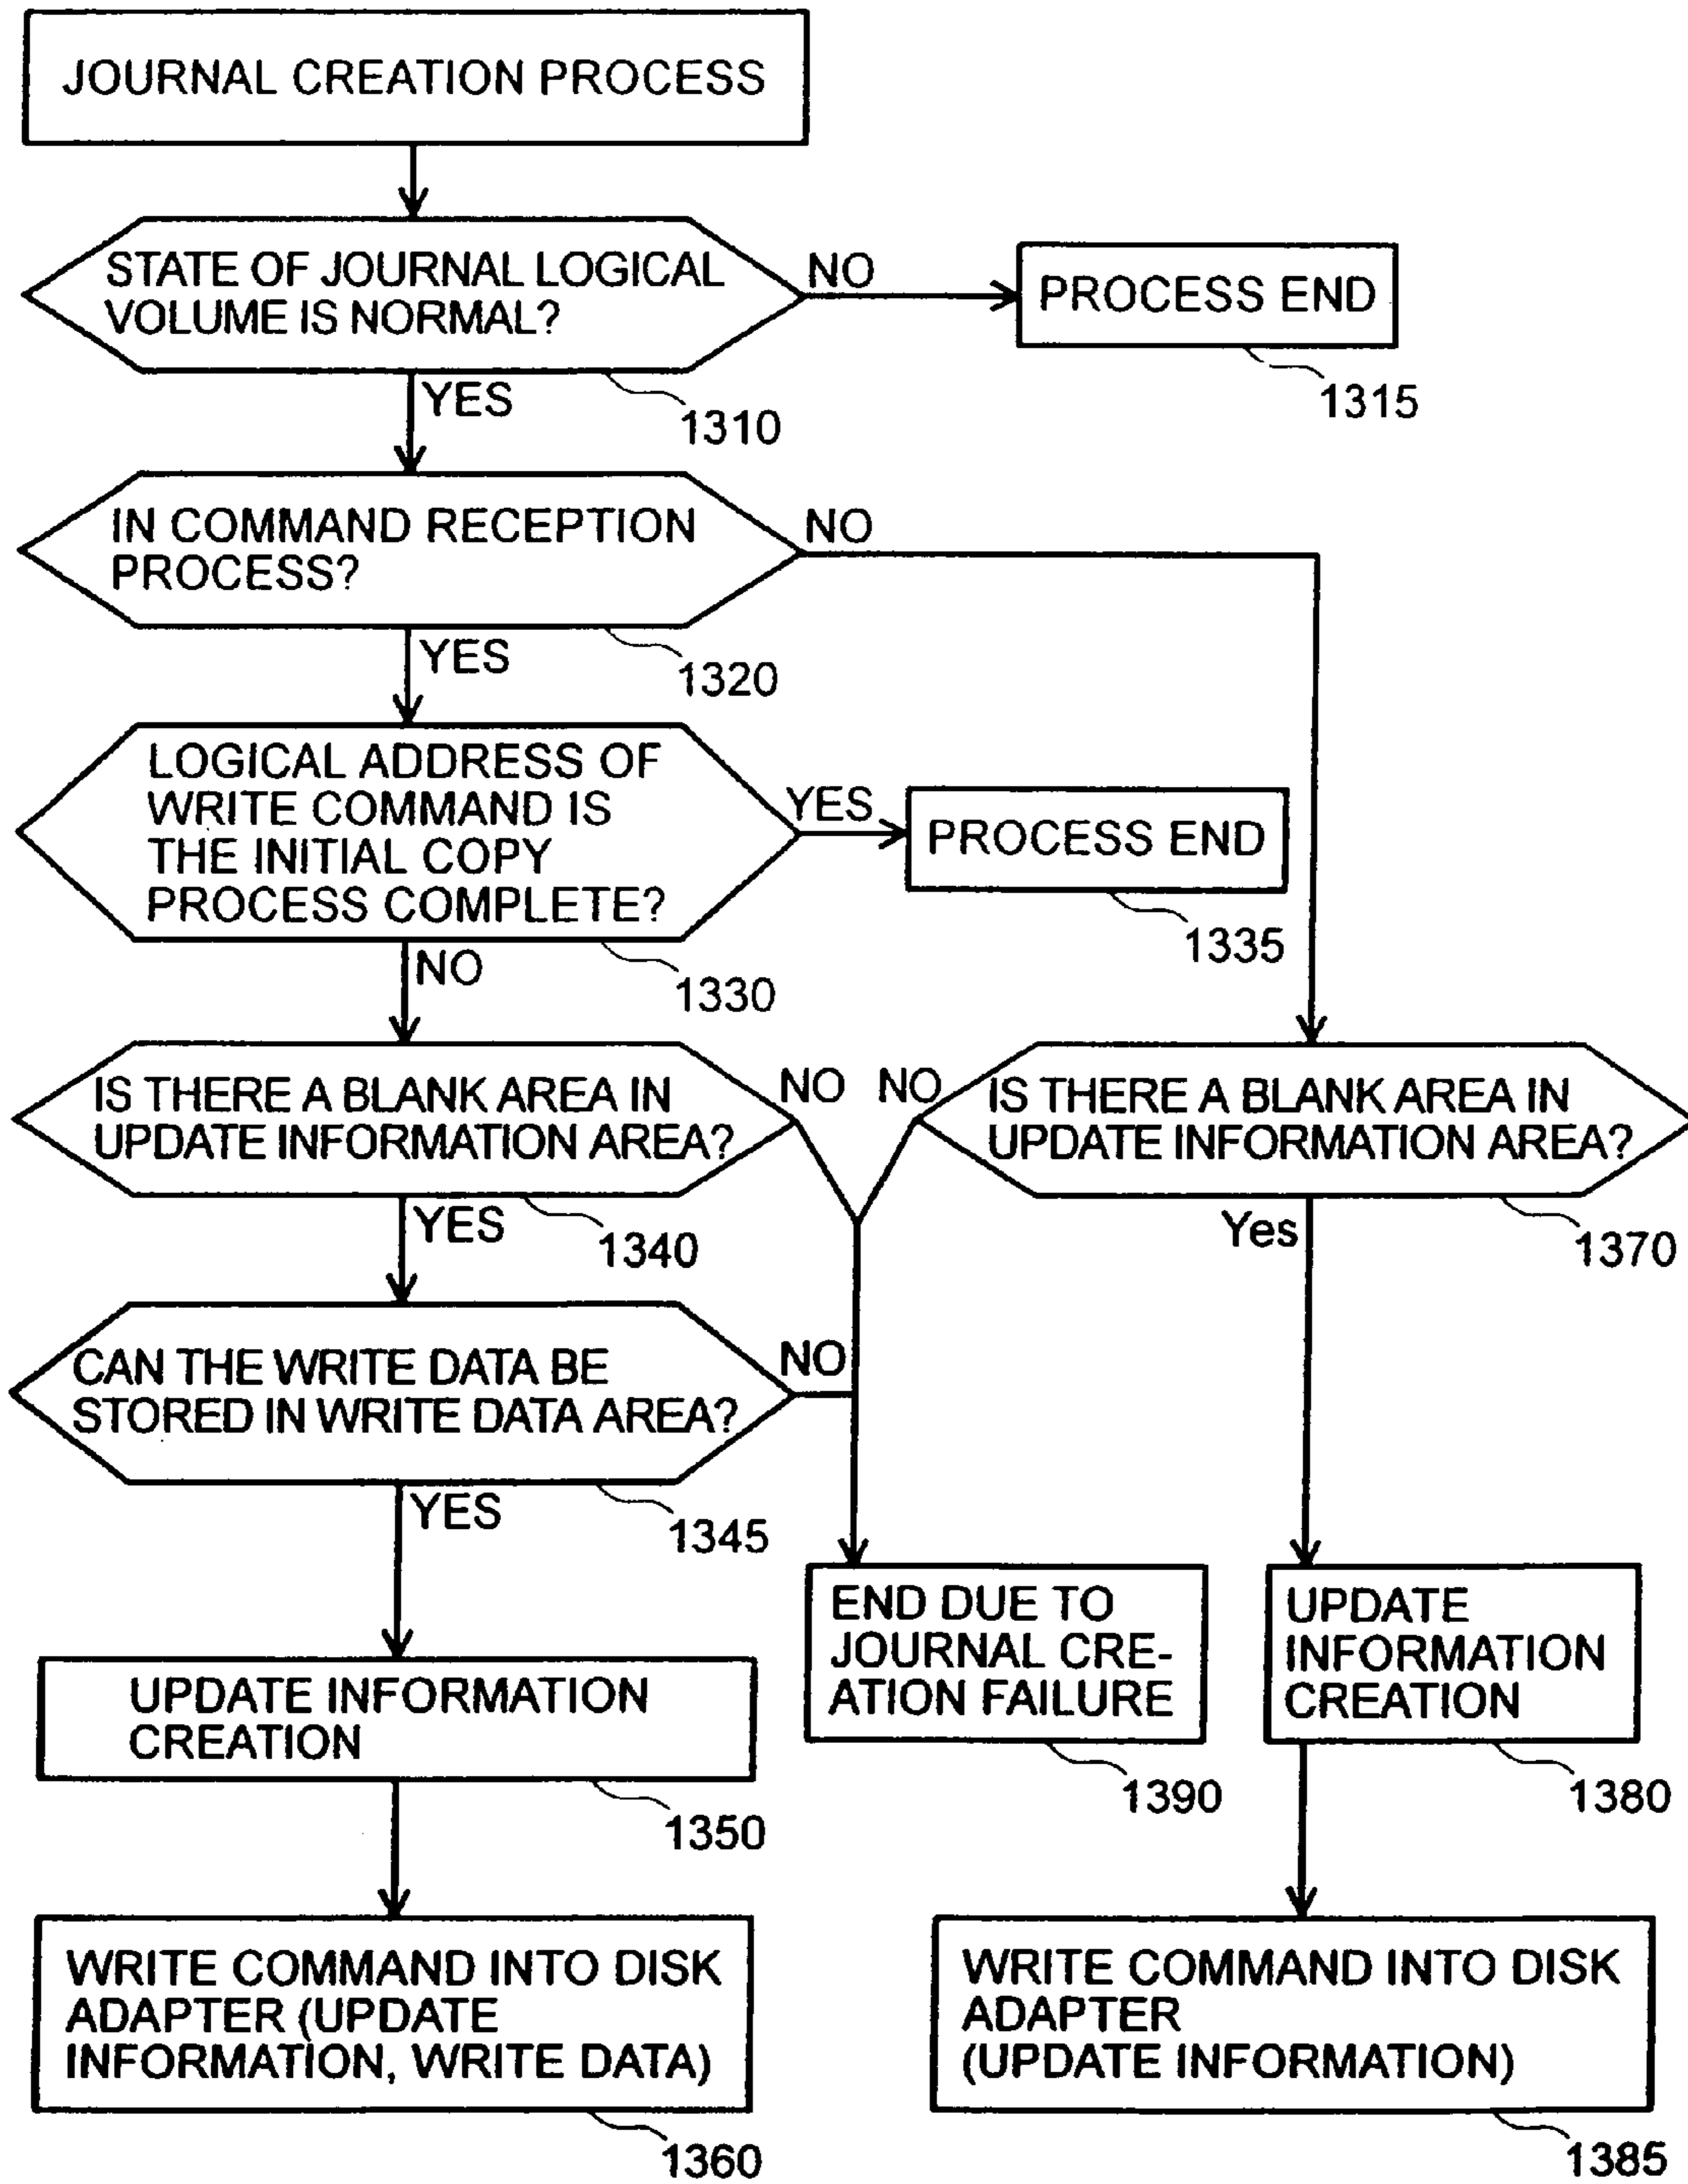 JOURNAL CREATION PROCESS
STATE OF JOURNAL LOGICAL
VOLUME IS NORMAL?
NO
PROCESS END
1315
YES
1310
IN COMMAND RECEPTION
PROCESS?
NO
YES
1320
LOGICAL ADDRESS OF
WRITE COMMAND IS
THE INITIAL COPY
PROCESS COMPLETE?
YES
PROCESS END
1335
NO
1330
IS THERE A BLANK AREA IN
UPDATE INFORMATION AREA?
NO
NO
IS THERE A BLANK AREA IN
UPDATE INFORMATION AREA?
YES
1340
Yes
1370
CAN THE WRITE DATA BE
STORED IN WRITE DATA AREA?
NO
YES
1345
END DUE TO
JOURNAL CRE-
ATION FAILURE
1390
UPDATE
INFORMATION
CREATION
1380
UPDATE INFORMATION
CREATION
1350
WRITE COMMAND INTO DISK
ADAPTER (UPDATE
INFORMATION, WRITE DATA)
1360
WRITE COMMAND INTO DISK
ADAPTER
(UPDATE INFORMATION)
1385